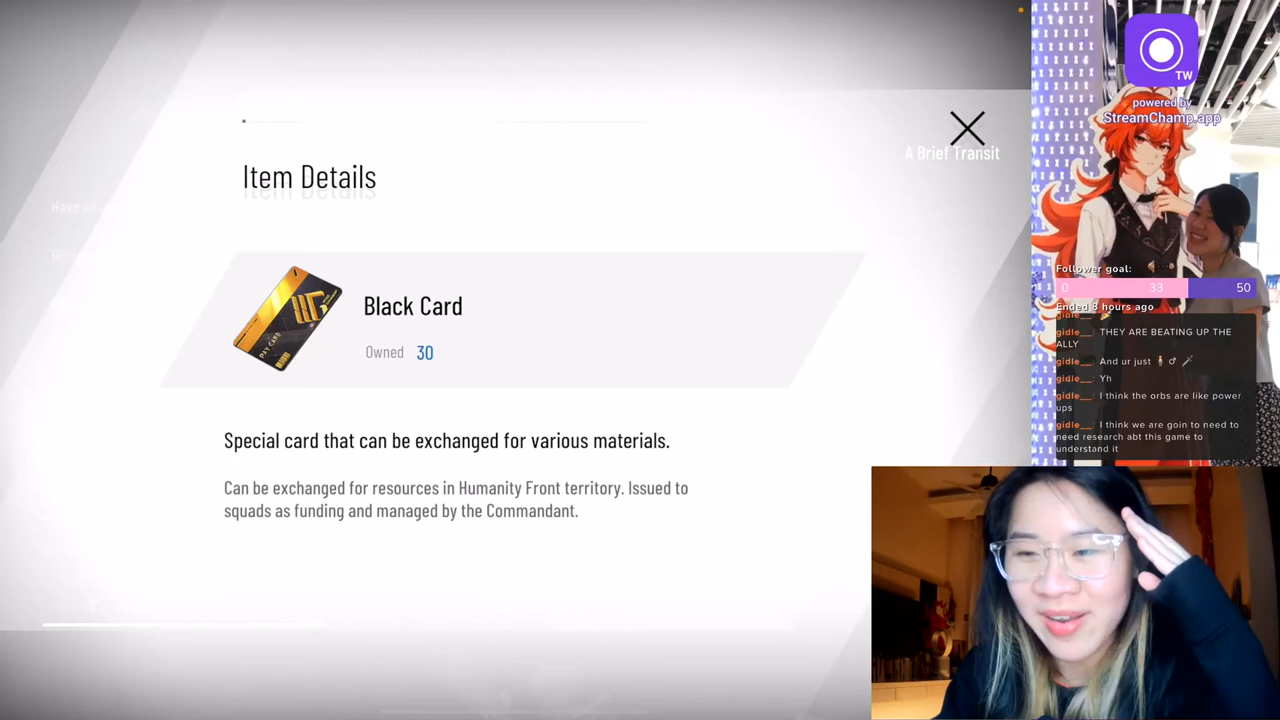 A Brief Transit
Item Details
Black Card
Owned 30
PAY CARD
Special card that can be exchanged for various materials.
Can be exchanged for resources in Humanity Front territory. Issued to
squads as funding and managed by the Commandant.
TW
powered by
StreamChamp.app
Follower goal:
0 33 50
Ended 8 hours ago
gidle__:
gidle__: THEY ARE BEATING UP THE
ALLY
gidle__: And ur just 🧍♂️🪄
gidle__: Yh
gidle__: I think the orbs are like power
ups
gidle__: I think we are goin to need to
need research abt this game to
understand it